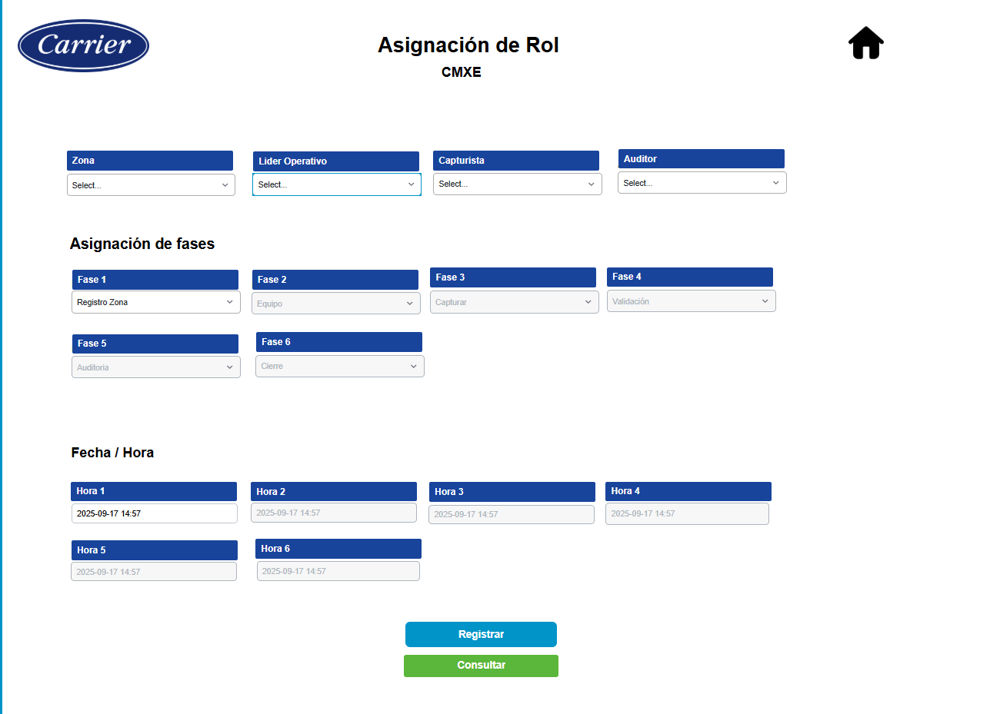 Carrier
Asignación de Rol
CMXE
Zona
Lider Operativo
Capturista
Auditor
Select...
Select...
Select...
Select...
Asignación de fases
Fase 1
Fase 2
Fase 3
Fase 4
Registro Zona
Equipo
Capturar
Validación
Fase 5
Fase 6
Auditoria
Cierre
Fecha / Hora
Hora 1
Hora 2
Hora 3
Hora 4
2025-09-17 14:57
2025-09-17 14:57
2025-09-17 14:57
2025-09-17 14:57
Hora 5
Hora 6
2025-09-17 14:57
2025-09-17 14:57
Registrar
Consultar